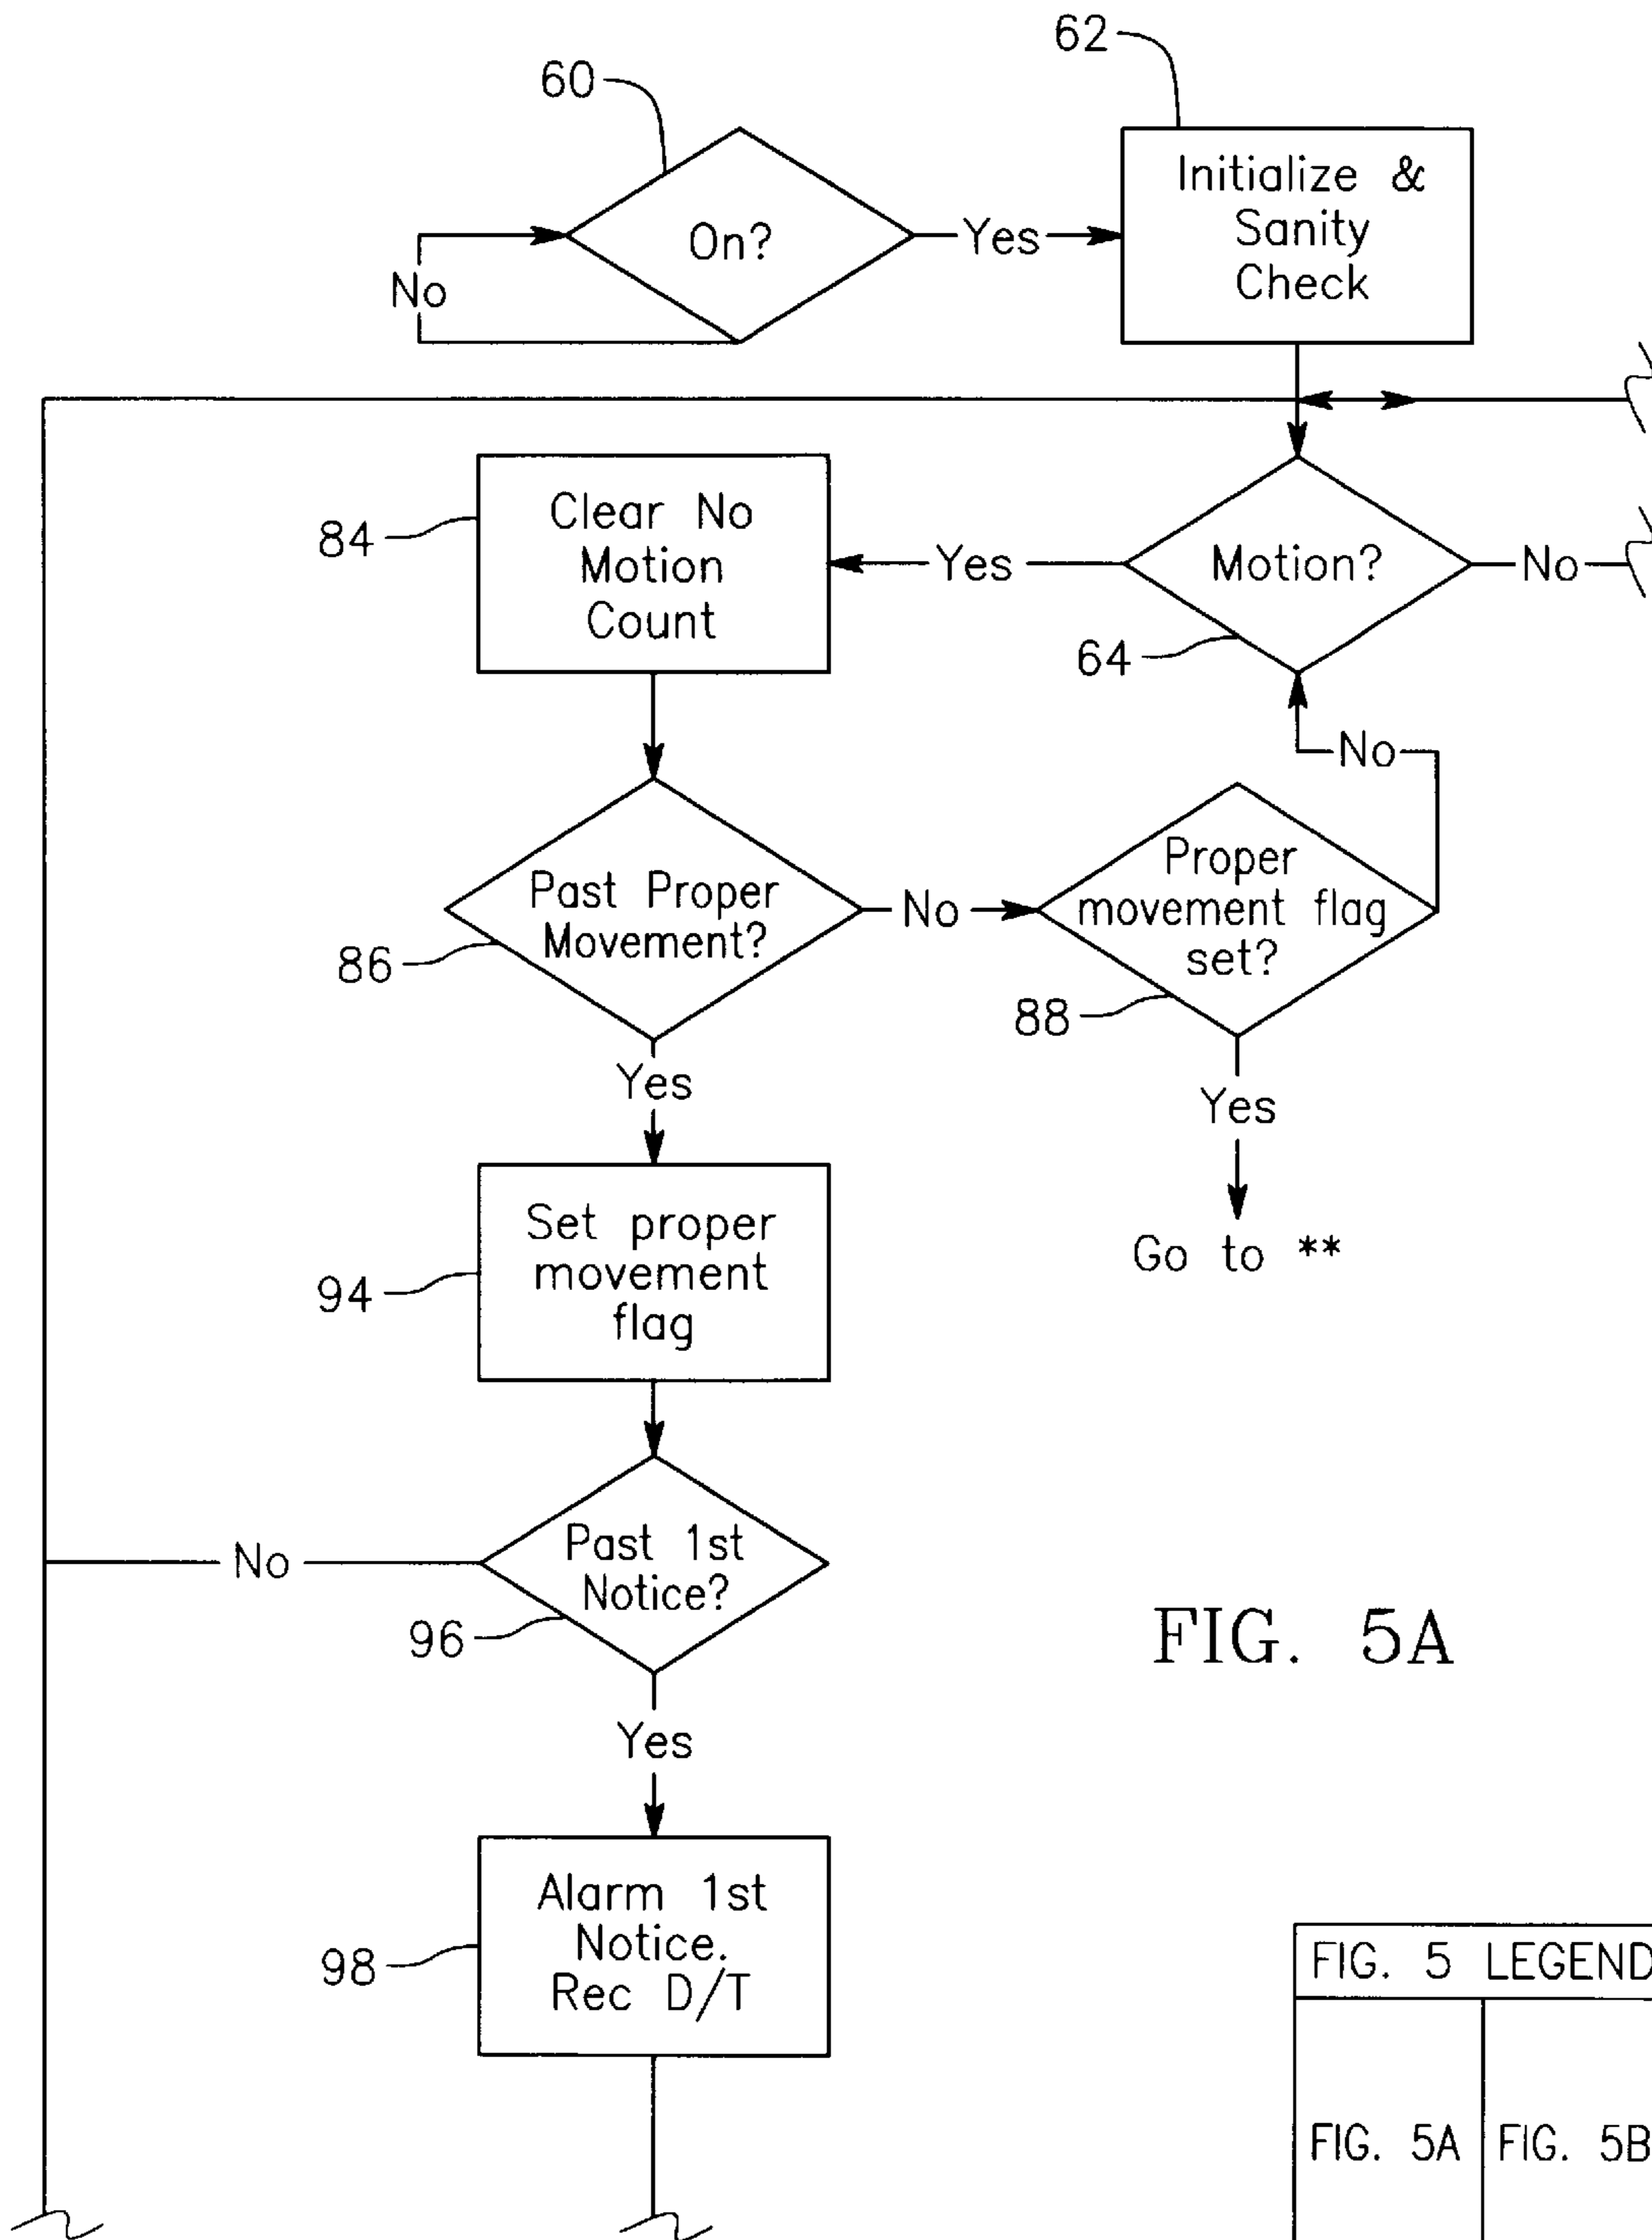 62
60
Initialize &
Sanity
Check
On?
Yes
No
Clear No
Motion
Count
84
Yes
Motion?
No
64
No
Past Proper
Movement?
86
No
Proper
movement flag
set?
88
Yes
Yes
Go to **
Set proper
movement
flag
94
Past 1st
Notice?
No
96
FIG. 5A
Yes
Alarm 1st
Notice.
Rec D/T
98
FIG. 5 LEGEND
FIG. 5A
FIG. 5B